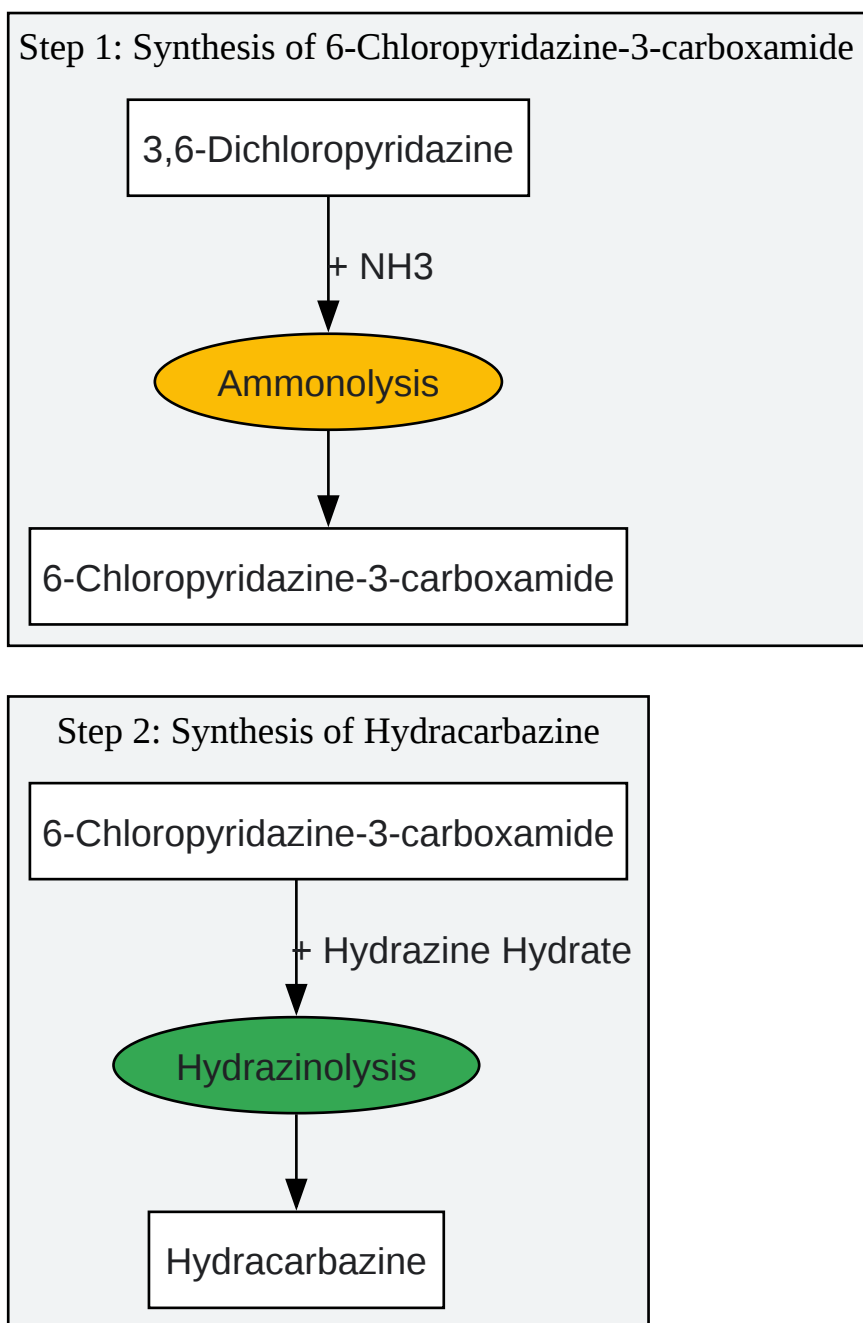 Step 1: Synthesis of 6-Chloropyridazine-3-carboxamide
3,6-Dichloropyridazine
+ NH3
Ammonolysis
6-Chloropyridazine-3-carboxamide
Step 2: Synthesis of Hydracarbazine
6-Chloropyridazine-3-carboxamide
+ Hydrazine Hydrate
Hydrazinolysis
Hydracarbazine